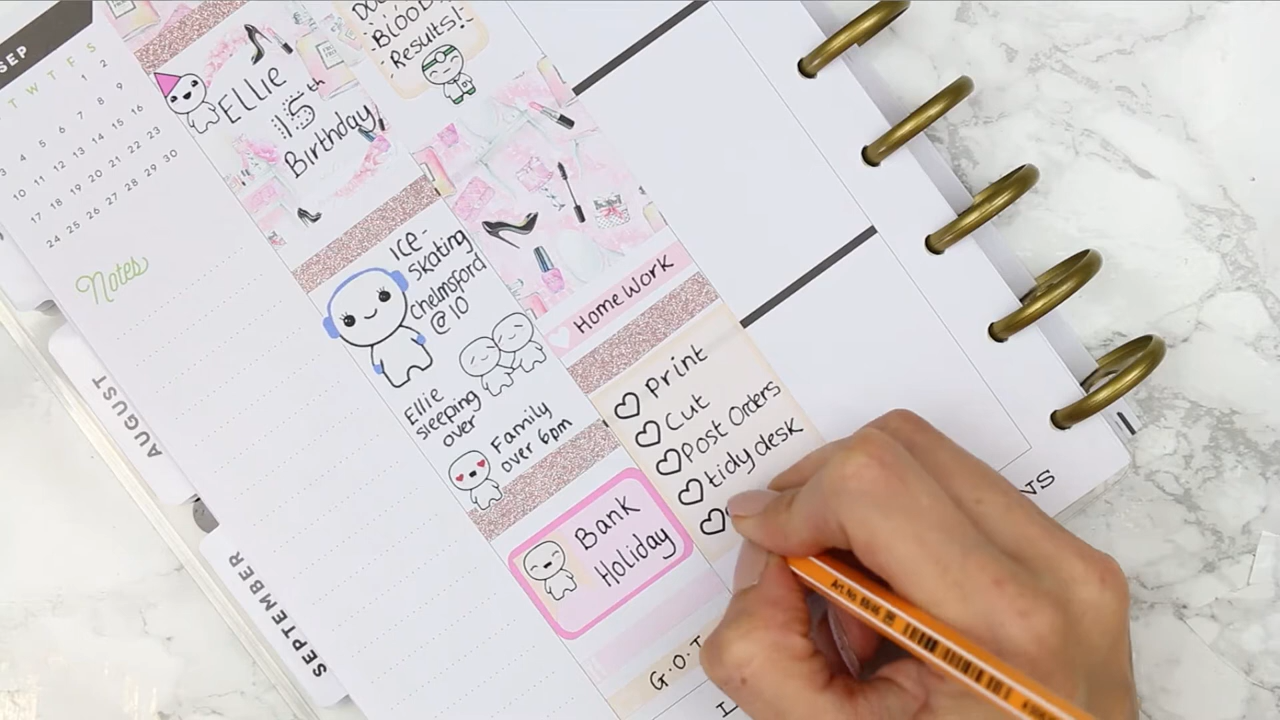 SEP
T W T F S
1 2
3 4 5 6 7 8 9
10 11 12 13 14 15 16
17 18 19 20 21 22 23
24 25 26 27 28 29 30
Notes
AUGUST
SEPTEMBER
ELLIE
15th
Birthday
ICE-
Skating
Chelmsford
@ 10
Ellie
sleeping
over
Family
over 6pm
Bank
Holiday
-Blood
Results!-
Home Work
Print
Cut
Post Orders
tidy desk
G.O.T
Art.No. 8846